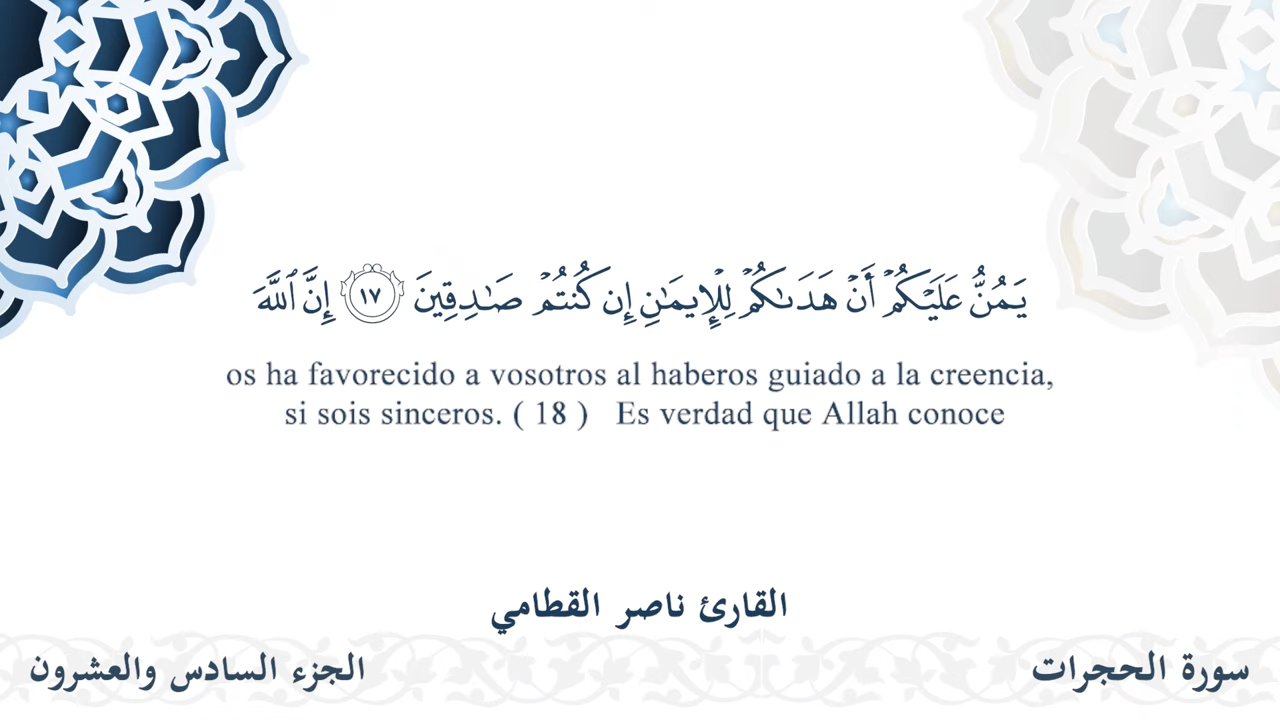 يَمُنُّ عَلَيْكُمْ أَنْ هَدَىٰكُمْ لِلْإِيمَٰنِ إِن كُنتُمْ صَٰدِقِينَ ١٧ إِنَّ ٱللَّهَ
os ha favorecido a vosotros al haberos guiado a la creencia,
si sois sinceros. ( 18 ) Es verdad que Allah conoce
القارئ ناصر القطامي
سورة الحجرات
الجزء السادس والعشرون